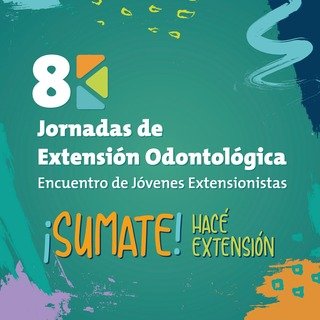 8
Jornadas de
Extensión Odontológica
Encuentro de Jóvenes Extensionistas
¡SUMATE! HACÉ
EXTENSIÓN